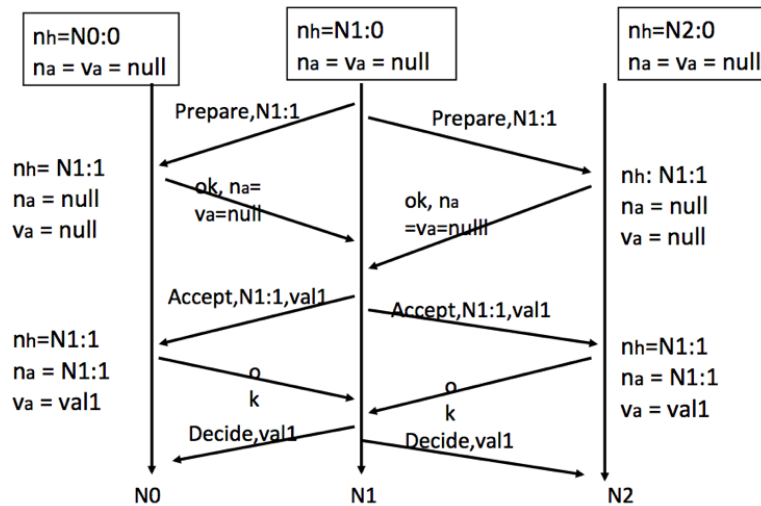 nh=N0:0
na = va = null
nh=N1:0
na = va = null
nh=N2:0
na = va = null
Prepare,N1:1
Prepare,N1:1
nh= N1:1
na = null
va = null
ok, na=
va=null
ok, na
=va=nulll
nh: N1:1
na = null
va = null
Accept,N1:1,val1
Accept,N1:1,val1
nh=N1:1
na = N1:1
va = val1
o
k
o
k
nh=N1:1
na = N1:1
va = val1
Decide,val1
Decide,val1
N0
N1
N2